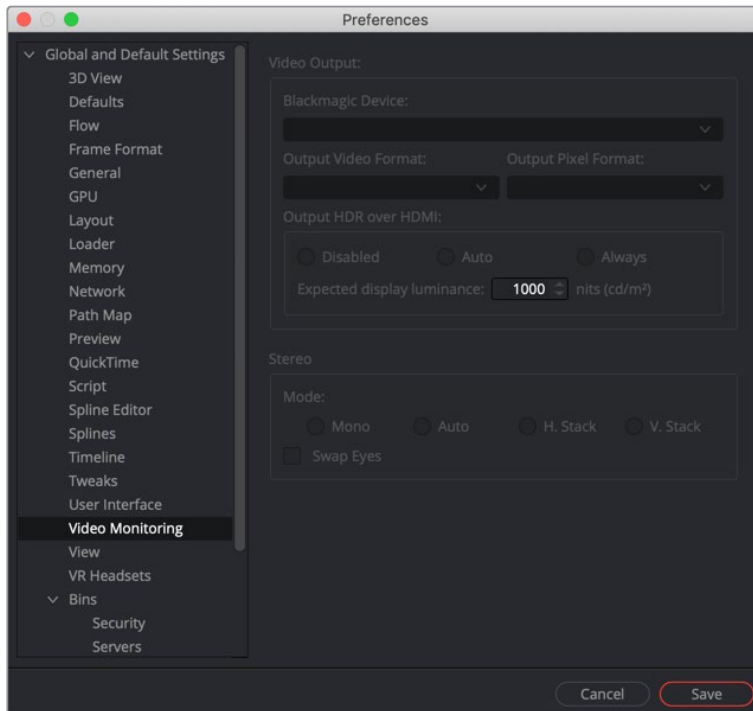 Preferences
Global and Default Settings
3D View
Defaults
Flow
Frame Format
General
GPU
Layout
Loader
Memory
Network
Path Map
Preview
QuickTime
Script
Spline Editor
Splines
Timeline
Tweaks
User Interface
Video Monitoring
View
VR Headsets
Bins
Security
Servers
Video Output:
Blackmagic Device:
Output Video Format: Output Pixel Format:
Output HDR over HDMI:
Disabled Auto Always
Expected display luminance: 1000 nits (cd/m²)
Stereo
Mode:
Mono Auto H. Stack V. Stack
Swap Eyes
Cancel Save